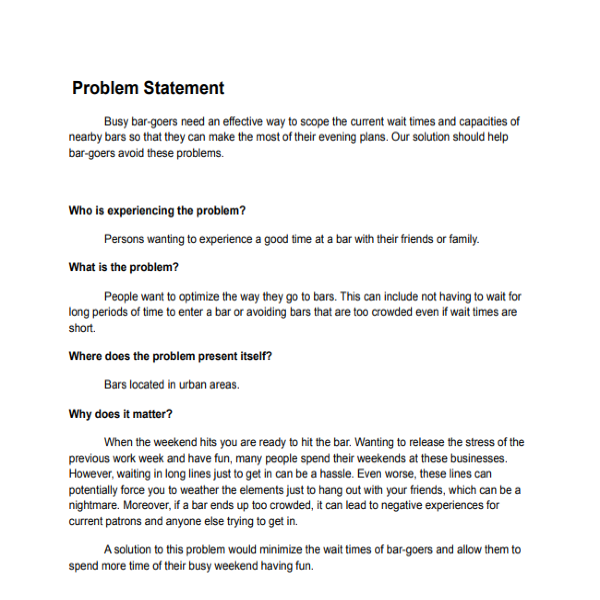 Problem Statement
Busy bar-goers need an effective way to scope the current wait times and capacities of
nearby bars so that they can make the most of their evening plans. Our solution should help
bar-goers avoid these problems.
Who is experiencing the problem?
Persons wanting to experience a good time at a bar with their friends or family.
What is the problem?
People want to optimize the way they go to bars. This can include not having to wait for
long periods of time to enter a bar or avoiding bars that are too crowded even if wait times are
short.
Where does the problem present itself?
Bars located in urban areas.
Why does it matter?
When the weekend hits you are ready to hit the bar. Wanting to release the stress of the
previous work week and have fun, many people spend their weekends at these businesses.
However, waiting in long lines just to get in can be a hassle. Even worse, these lines can
potentially force you to weather the elements just to hang out with your friends, which can be a
nightmare. Moreover, if a bar ends up too crowded, it can lead to negative experiences for
current patrons and anyone else trying to get in.
A solution to this problem would minimize the wait times of bar-goers and allow them to
spend more time of their busy weekend having fun.